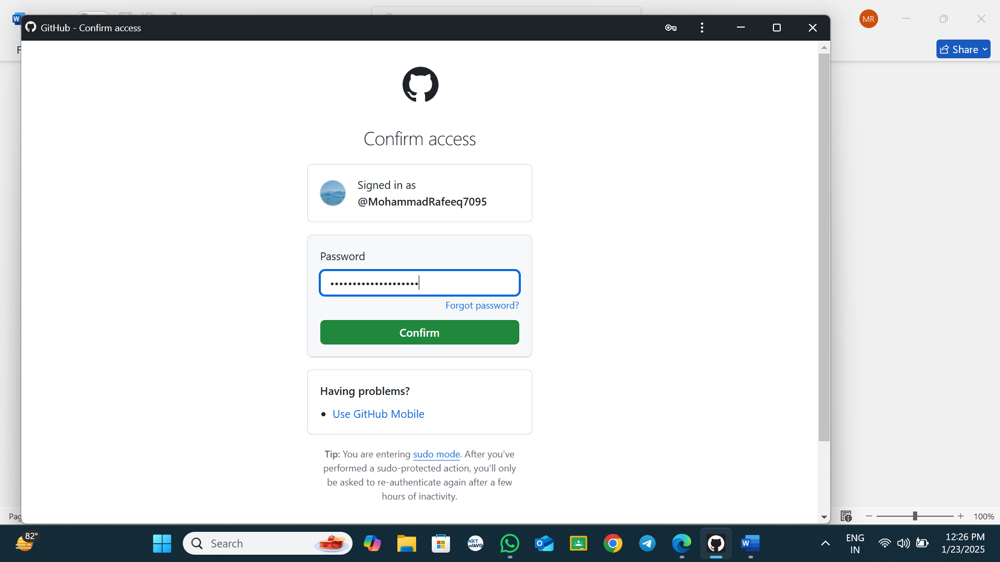 MR
GitHub - Confirm access
F
Share
Confirm access
Signed in as
@MohammadRafeeq7095
Password
••••••••••••••••••••
Forgot password?
Confirm
Having problems?
• Use GitHub Mobile
Tip: You are entering sudo mode. After you've
performed a sudo-protected action, you'll only
be asked to re-authenticate again after a few
hours of inactivity.
Pag
100%
82°
Search
NXT
WAVE
W
ENG
IN
12:26 PM
1/23/2025